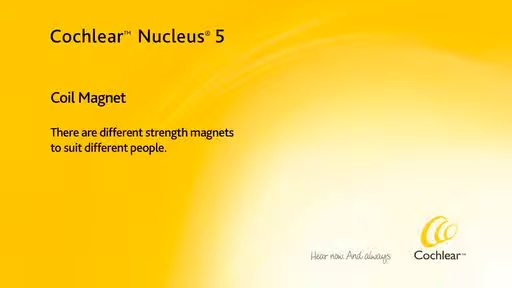 Cochlear™ Nucleus® 5
Coil Magnet
There are different strength magnets
to suit different people.
Hear now. And always
Cochlear™